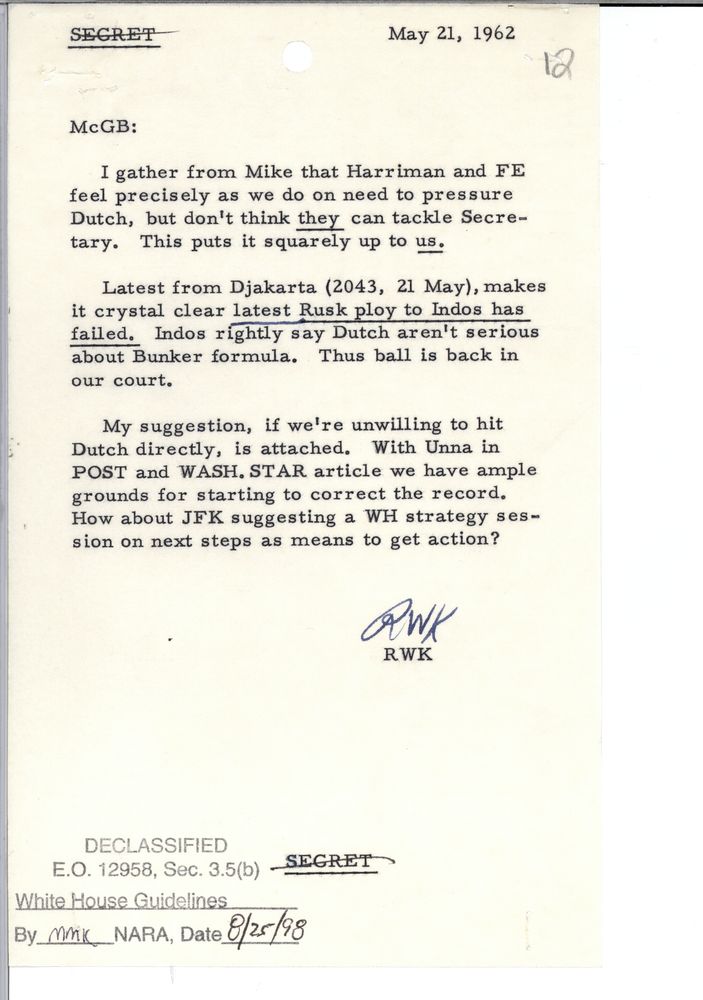 SECRET May 21, 1962
12
McGB:
I gather from Mike that Harriman and FE
feel precisely as we do on need to pressure
Dutch, but don't think they can tackle Secre-
tary. This puts it squarely up to us.
Latest from Djakarta (2043, 21 May), makes
it crystal clear latest Rusk ploy to Indos has
failed. Indos rightly say Dutch aren't serious
about Bunker formula. Thus ball is back in
our court.
My suggestion, if we're unwilling to hit
Dutch directly, is attached. With Unna in
POST and WASH. STAR article we have ample
grounds for starting to correct the record.
How about JFK suggesting a WH strategy ses-
sion on next steps as means to get action?
RWK
RWK
DECLASSIFIED
E.O. 12958, Sec. 3.5(b) SECRET
White House Guidelines
By MMK NARA, Date 8/25/98